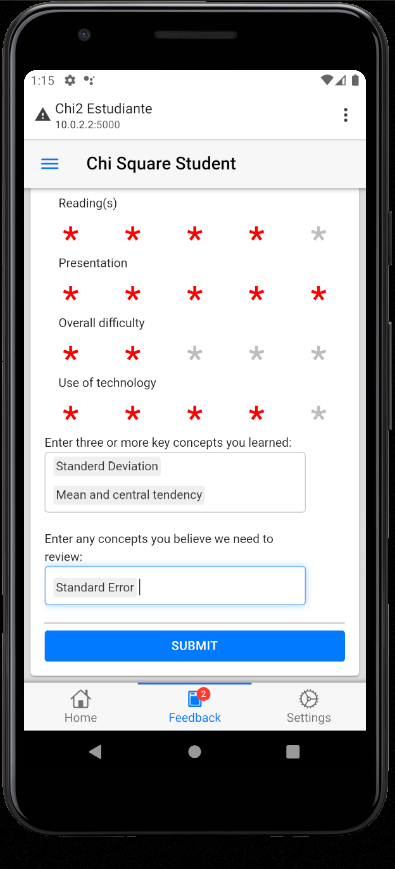 1:15
Chi2 Estudiante
10.0.2.2:5000
Chi Square Student
Reading(s)
Presentation
Overall difficulty
Use of technology
Enter three or more key concepts you learned:
Standerd Deviation
Mean and central tendency
Enter any concepts you believe we need to
review:
Standard Error
SUBMIT
2
Home
Feedback
Settings